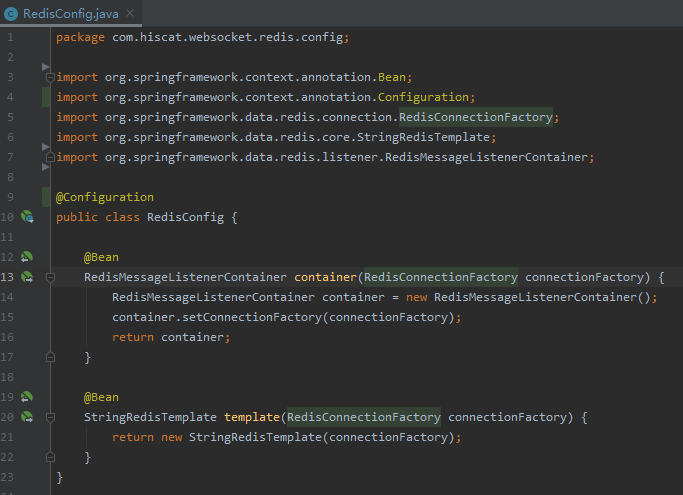 RedisConfig.java
1 package com.hiscat.websocket.redis.config;
2
3 import org.springframework.context.annotation.Bean;
4 import org.springframework.context.annotation.Configuration;
5 import org.springframework.data.redis.connection.RedisConnectionFactory;
6 import org.springframework.data.redis.core.StringRedisTemplate;
7 import org.springframework.data.redis.listener.RedisMessageListenerContainer;
8
9 @Configuration
10 public class RedisConfig {
11
12     @Bean
13     RedisMessageListenerContainer container(RedisConnectionFactory connectionFactory) {
14         RedisMessageListenerContainer container = new RedisMessageListenerContainer();
15         container.setConnectionFactory(connectionFactory);
16         return container;
17     }
18
19     @Bean
20     StringRedisTemplate template(RedisConnectionFactory connectionFactory) {
21         return new StringRedisTemplate(connectionFactory);
22     }
23 }